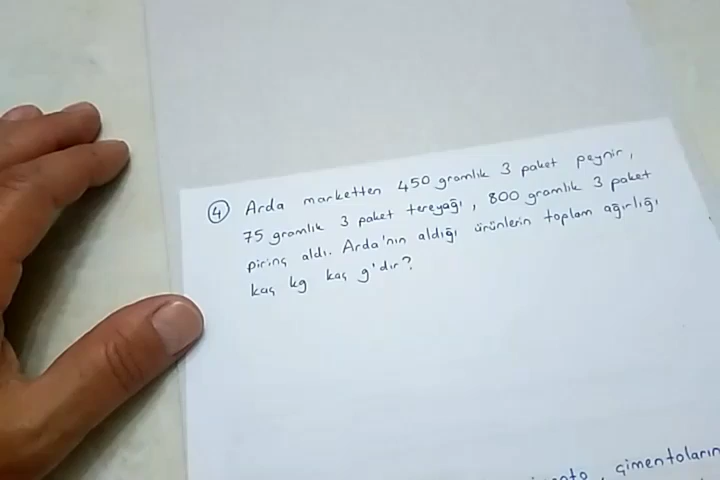 4 Arda marketten 450 gramlık 3 paket peynir,
75 gramlık 3 paket tereyağı, 800 gramlık 3 paket
pirinç aldı. Arda'nın aldığı ürünlerin toplam ağırlığı
kaç kg kaç g'dır?
, çimentoların